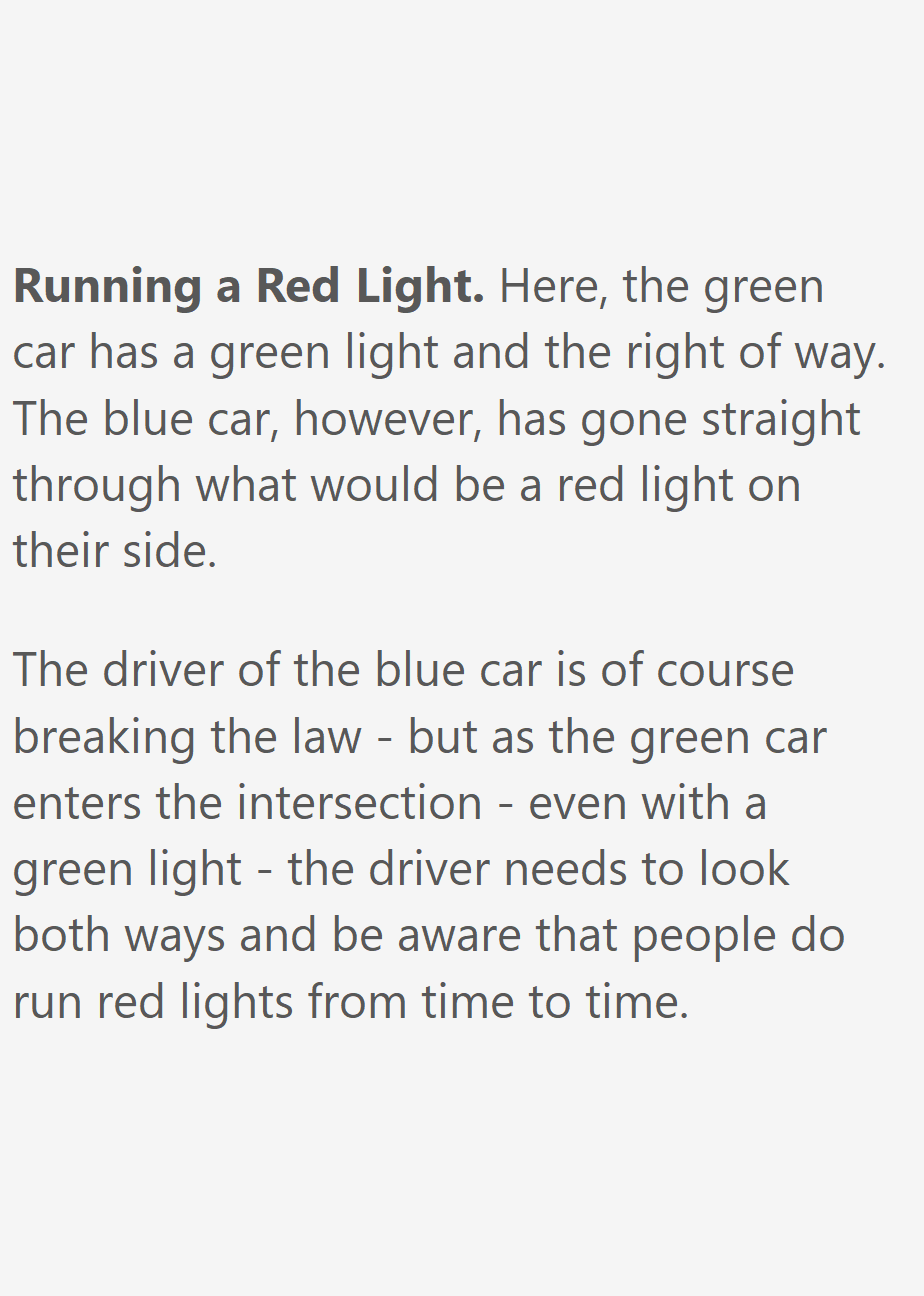 Running a Red Light. Here, the green
car has a green light and the right of way.
The blue car, however, has gone straight
through what would be a red light on
their side.
The driver of the blue car is of course
breaking the law - but as the green car
enters the intersection - even with a
green light - the driver needs to look
both ways and be aware that people do
run red lights from time to time.